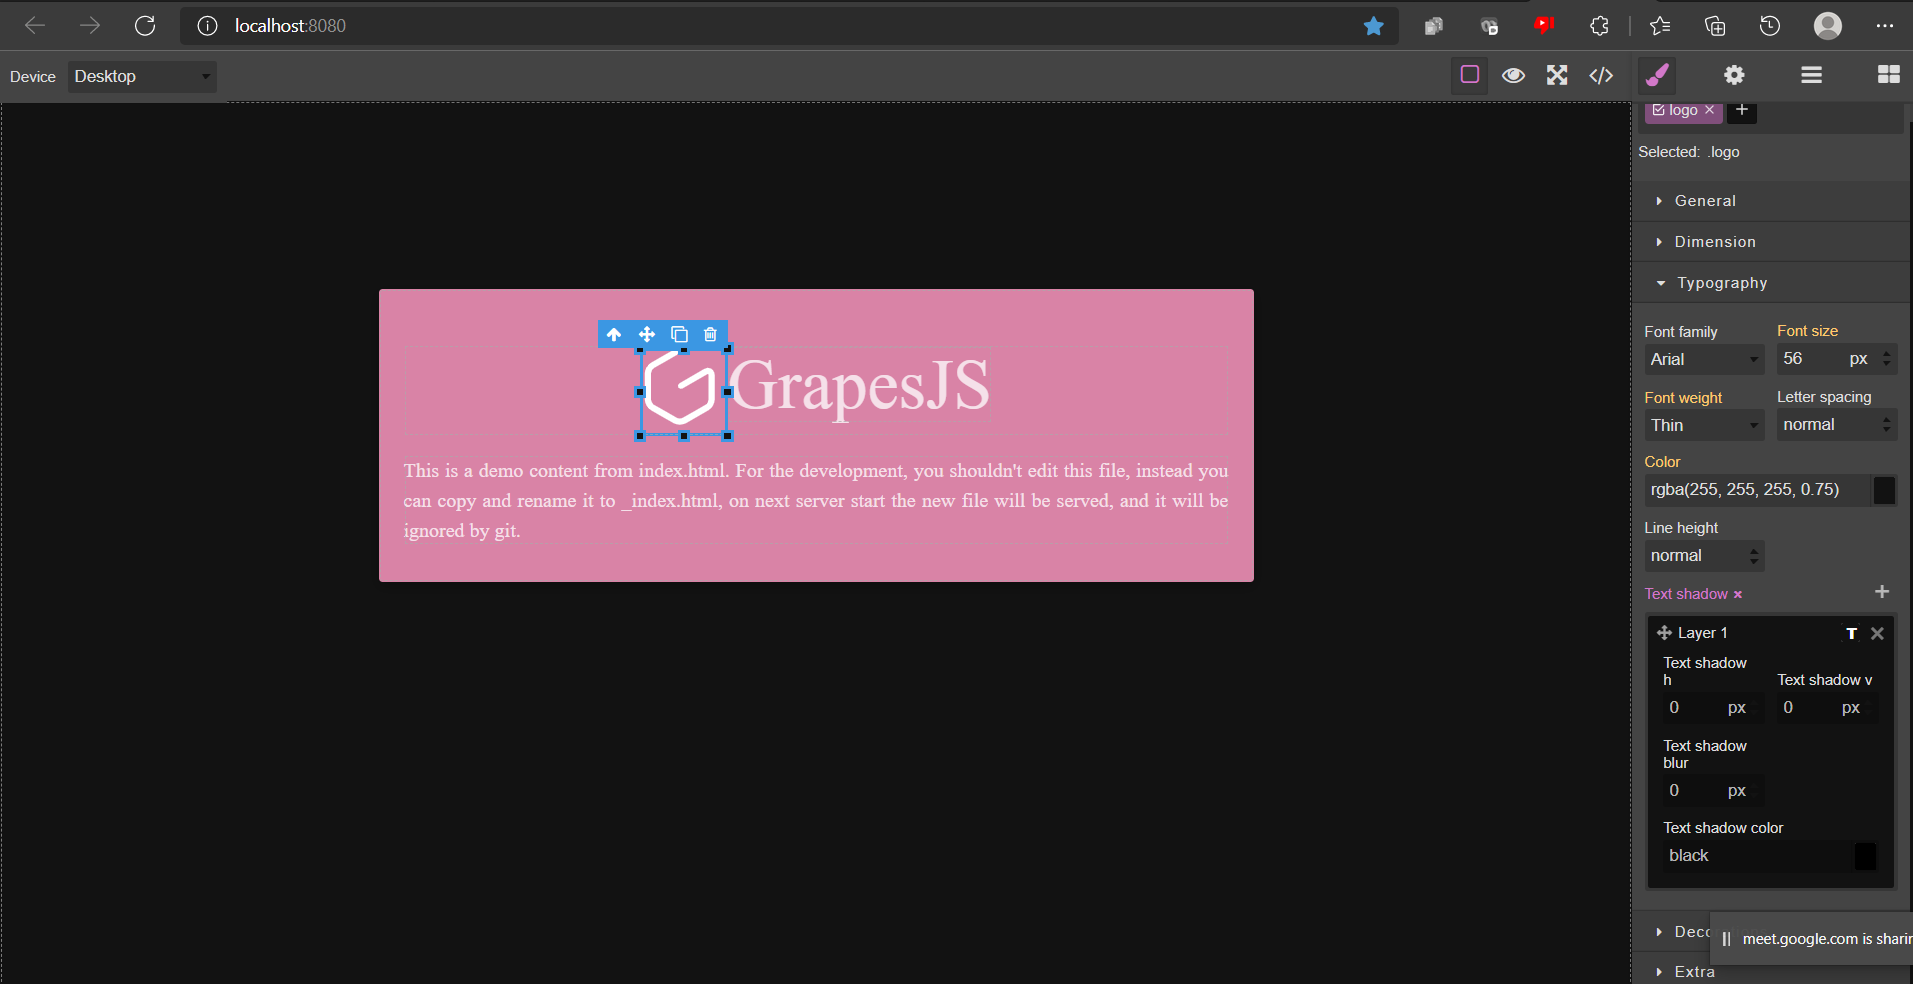 localhost:8080
Device
Desktop
logo
Selected: .logo
General
Dimension
Typography
Font family
Font size
Arial
56 px
Font weight
Letter spacing
Thin
normal
Color
rgba(255, 255, 255, 0.75)
Line height
normal
Text shadow
Layer 1
T
Text shadow
h
Text shadow v
0 px
0 px
Text shadow
blur
0 px
Text shadow color
black
Extra
meet.google.com is
GrapesJS
This is a demo content from index.html. For the development, you shouldn't edit this file, instead you
can copy and rename it to _index.html, on next server start the new file will be served, and it will be
ignored by git.